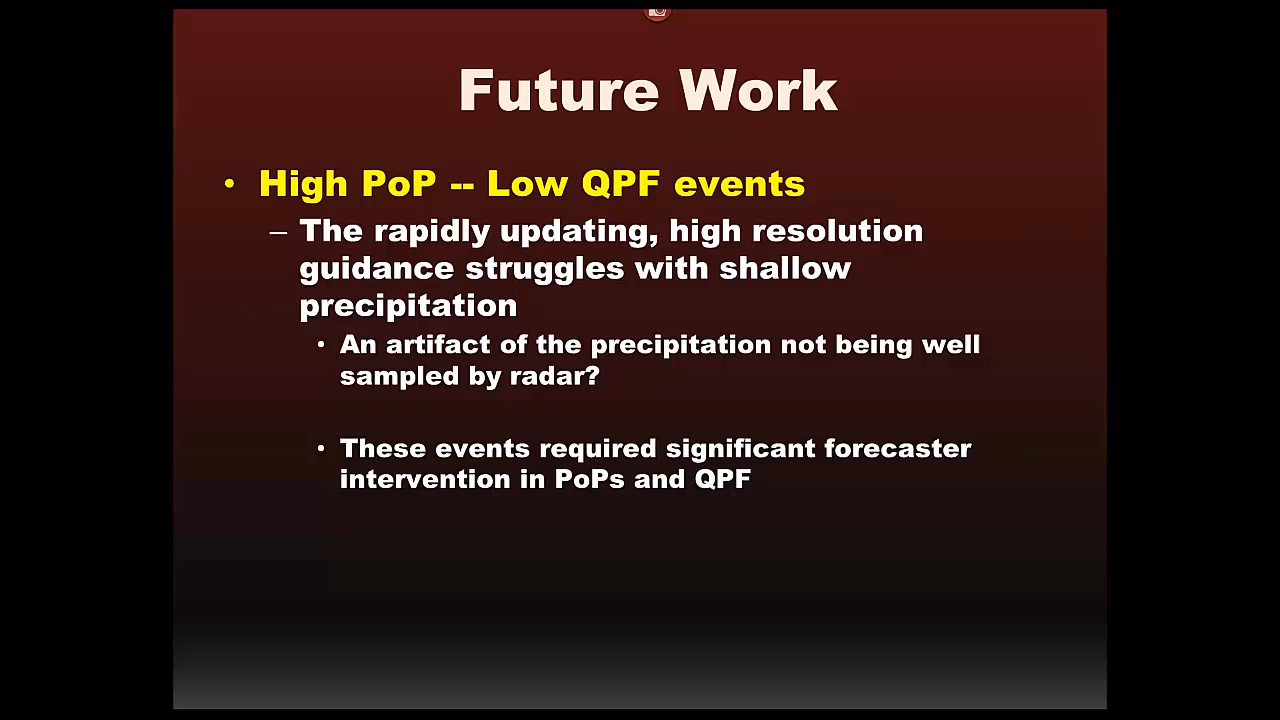 Future Work
• High PoP -- Low QPF events
– The rapidly updating, high resolution
guidance struggles with shallow
precipitation
• An artifact of the precipitation not being well
sampled by radar?
• These events required significant forecaster
intervention in PoPs and QPF